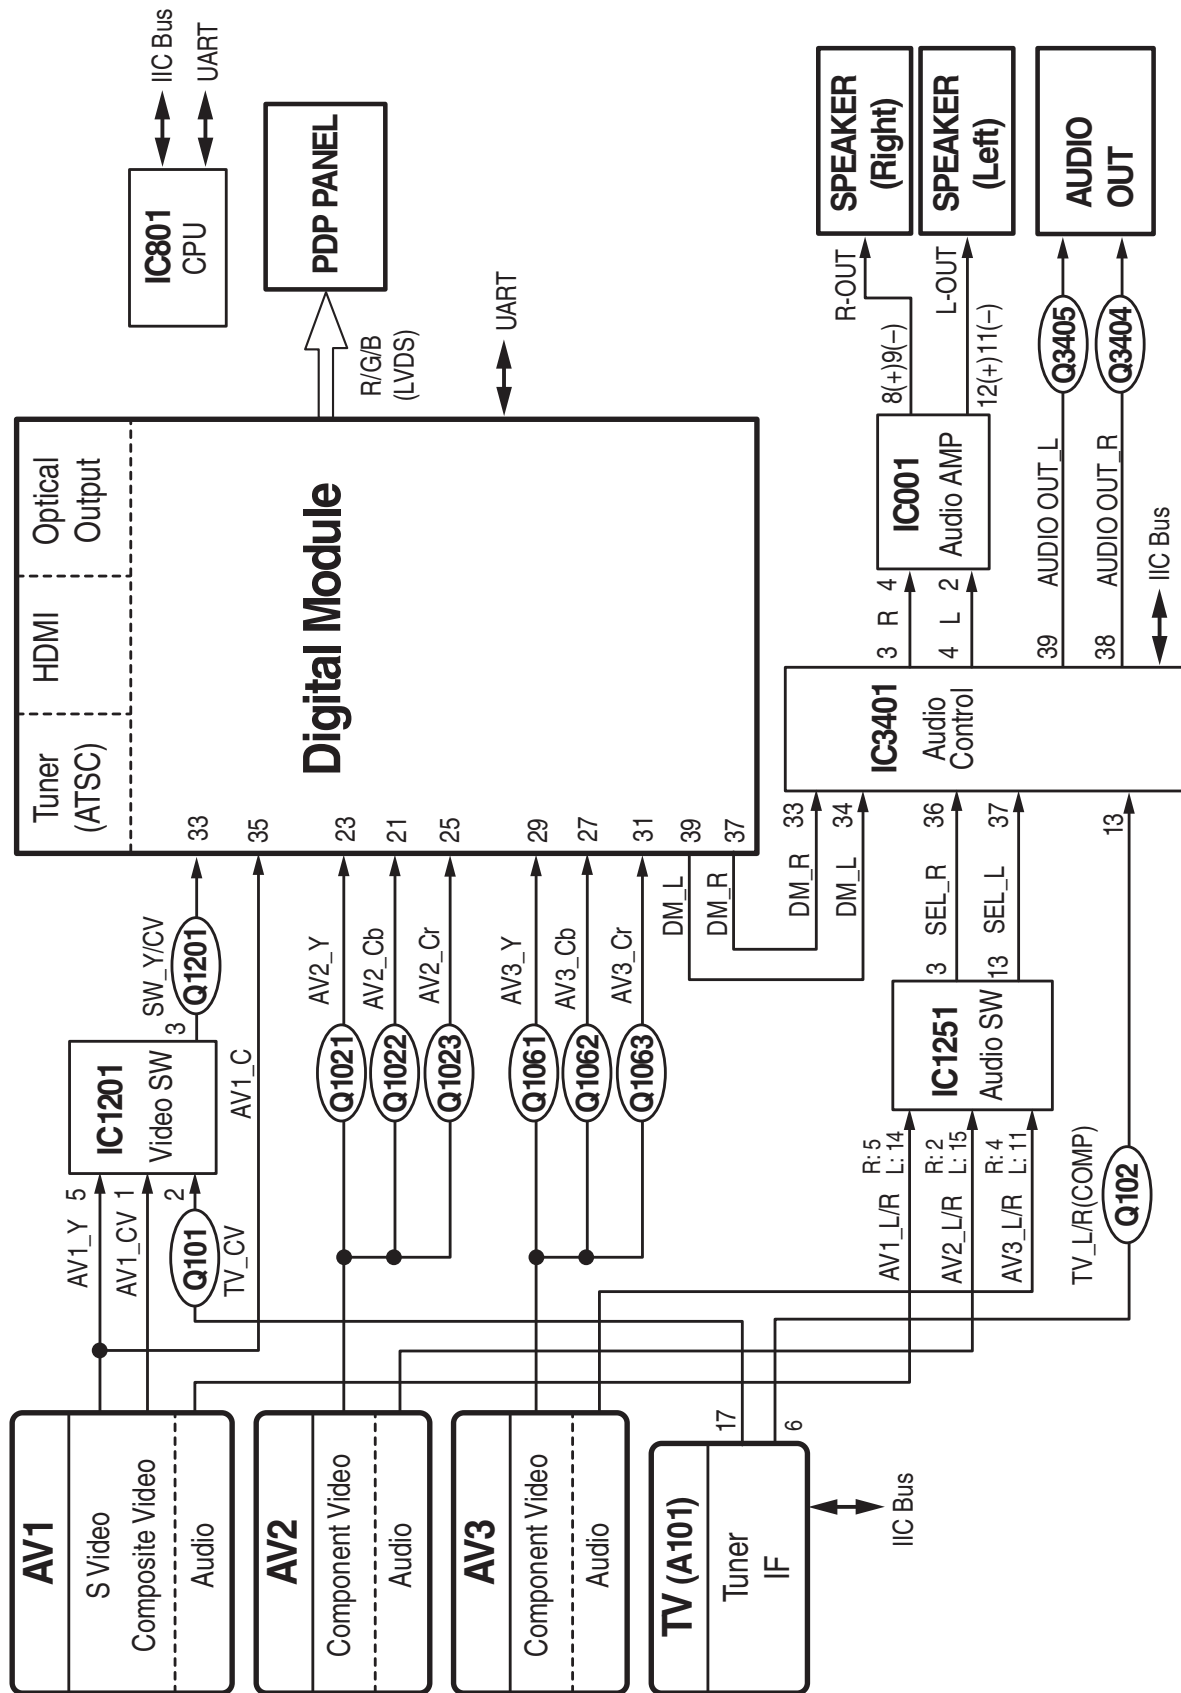 AV1
S Video
Composite Video
Audio
AV2
Component Video
Audio
AV3
Component Video
Audio
TV (A101)
Tuner
IF
17
6
IIC Bus
AV1_Y 5
AV1_CV 1
2
Q101
TV_CV
IC1201
Video SW
3
SW_Y/CV
Q1201
AV1_C
Q1021
AV2_Y
Q1022
AV2_Cb
Q1023
AV2_Cr
Q1061
AV3_Y
Q1062
AV3_Cb
Q1063
AV3_Cr
Tuner
(ATSC)
HDMI
Optical
Output
Digital Module
33
35
23
21
25
29
27
31
39
37
DM_L
DM_R
R/G/B
(LVDS)
PDP PANEL
UART
IC801
CPU
IIC Bus
UART
R: 5
L: 14
AV1_L/R
R: 2
L: 15
AV2_L/R
R: 4
L: 11
AV3_L/R
TV_L/R(COMP)
Q102
IC1251
Audio SW
3 SEL_R 36
13 SEL_L 37
DM_R 33
DM_L 34
13
IC3401
Audio
Control
3 R 4
4 L 2
IC001
Audio AMP
8(+)9(–)
R-OUT
12(+)11(–)
L-OUT
SPEAKER
(Right)
SPEAKER
(Left)
39 AUDIO OUT_L
Q3405
38 AUDIO OUT_R
Q3404
AUDIO
OUT
IIC Bus